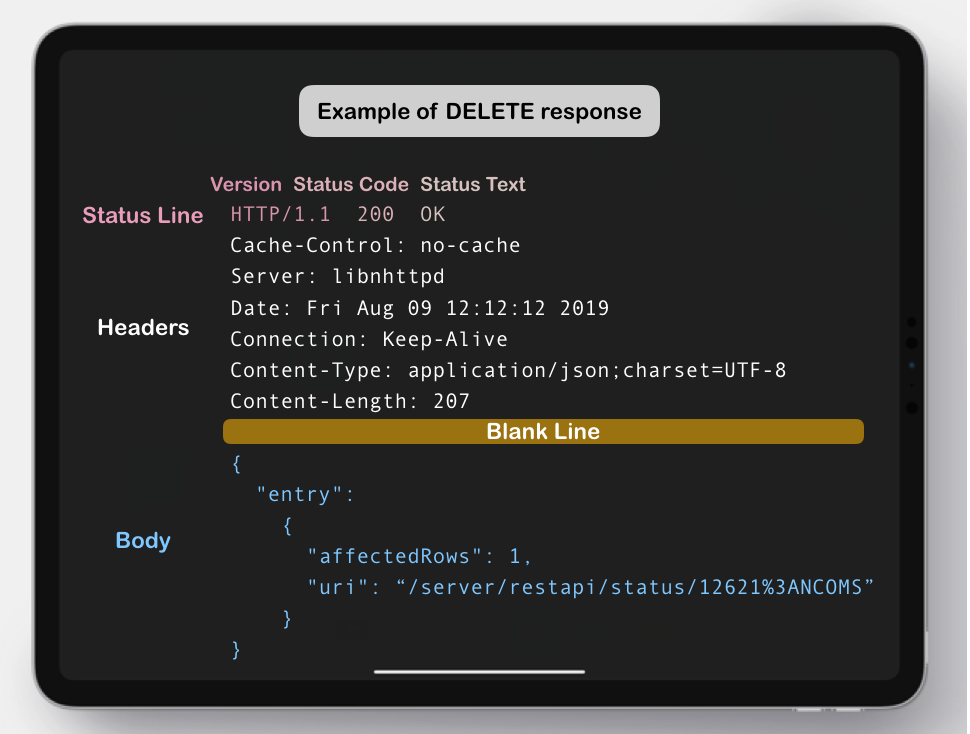 Example of DELETE response
Version Status Code Status Text
Status Line HTTP/1.1 200 OK
Cache-Control: no-cache
Server: libnhttpd
Date: Fri Aug 09 12:12:12 2019
Headers
Connection: Keep-Alive
Content-Type: application/json;charset=UTF-8
Content-Length: 207
Blank Line
{
"entry":
{
Body
"affectedRows": 1,
"uri": “/server/restapi/status/12621%3ANCOMS”
}
}